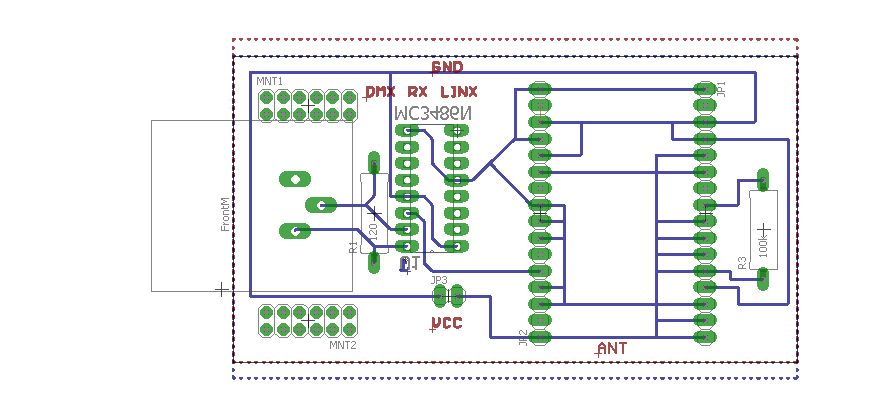 GND
MNT1
JP1
DMX RX LINX
MC3486N
FrontM
120
R1
100k
R3
JP3
VCC
JP2
MNT2
ANT